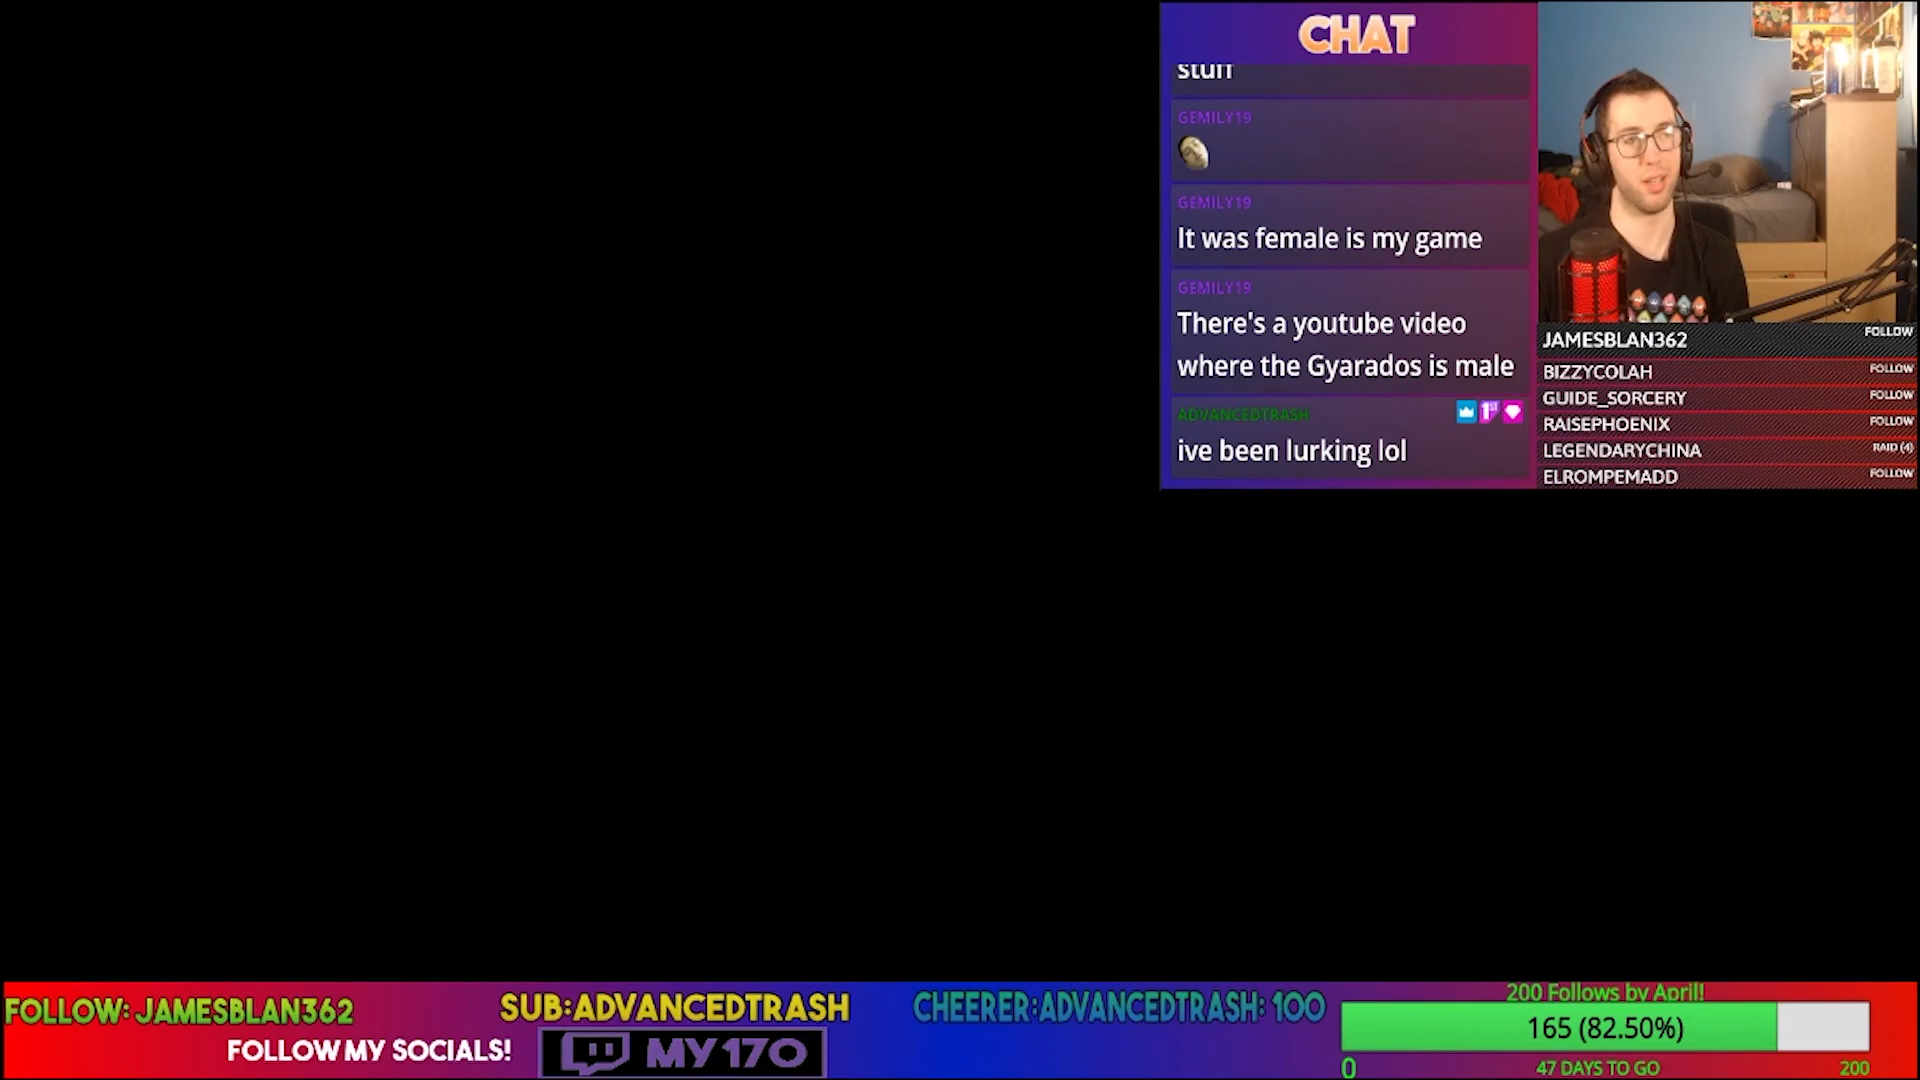 CHAT
stuff
GEMILY19
GEMILY19
It was female is my game
GEMILY19
There's a youtube video
where the Gyarados is male
ADVANCEDTRASH
1ST
ive been lurking lol
JAMESBLAN362 FOLLOW
BIZZYCOLAH FOLLOW
GUIDE_SORCERY FOLLOW
RAISEPHOENIX FOLLOW
LEGENDARYCHINA RAID (4)
ELROMPEMADD FOLLOW
FOLLOW: JAMESBLAN362
SUB:ADVANCEDTRASH
CHEERER:ADVANCEDTRASH: 100
FOLLOW MY SOCIALS!
MY170
200 Follows by April!
165 (82.50%)
0 47 DAYS TO GO 200